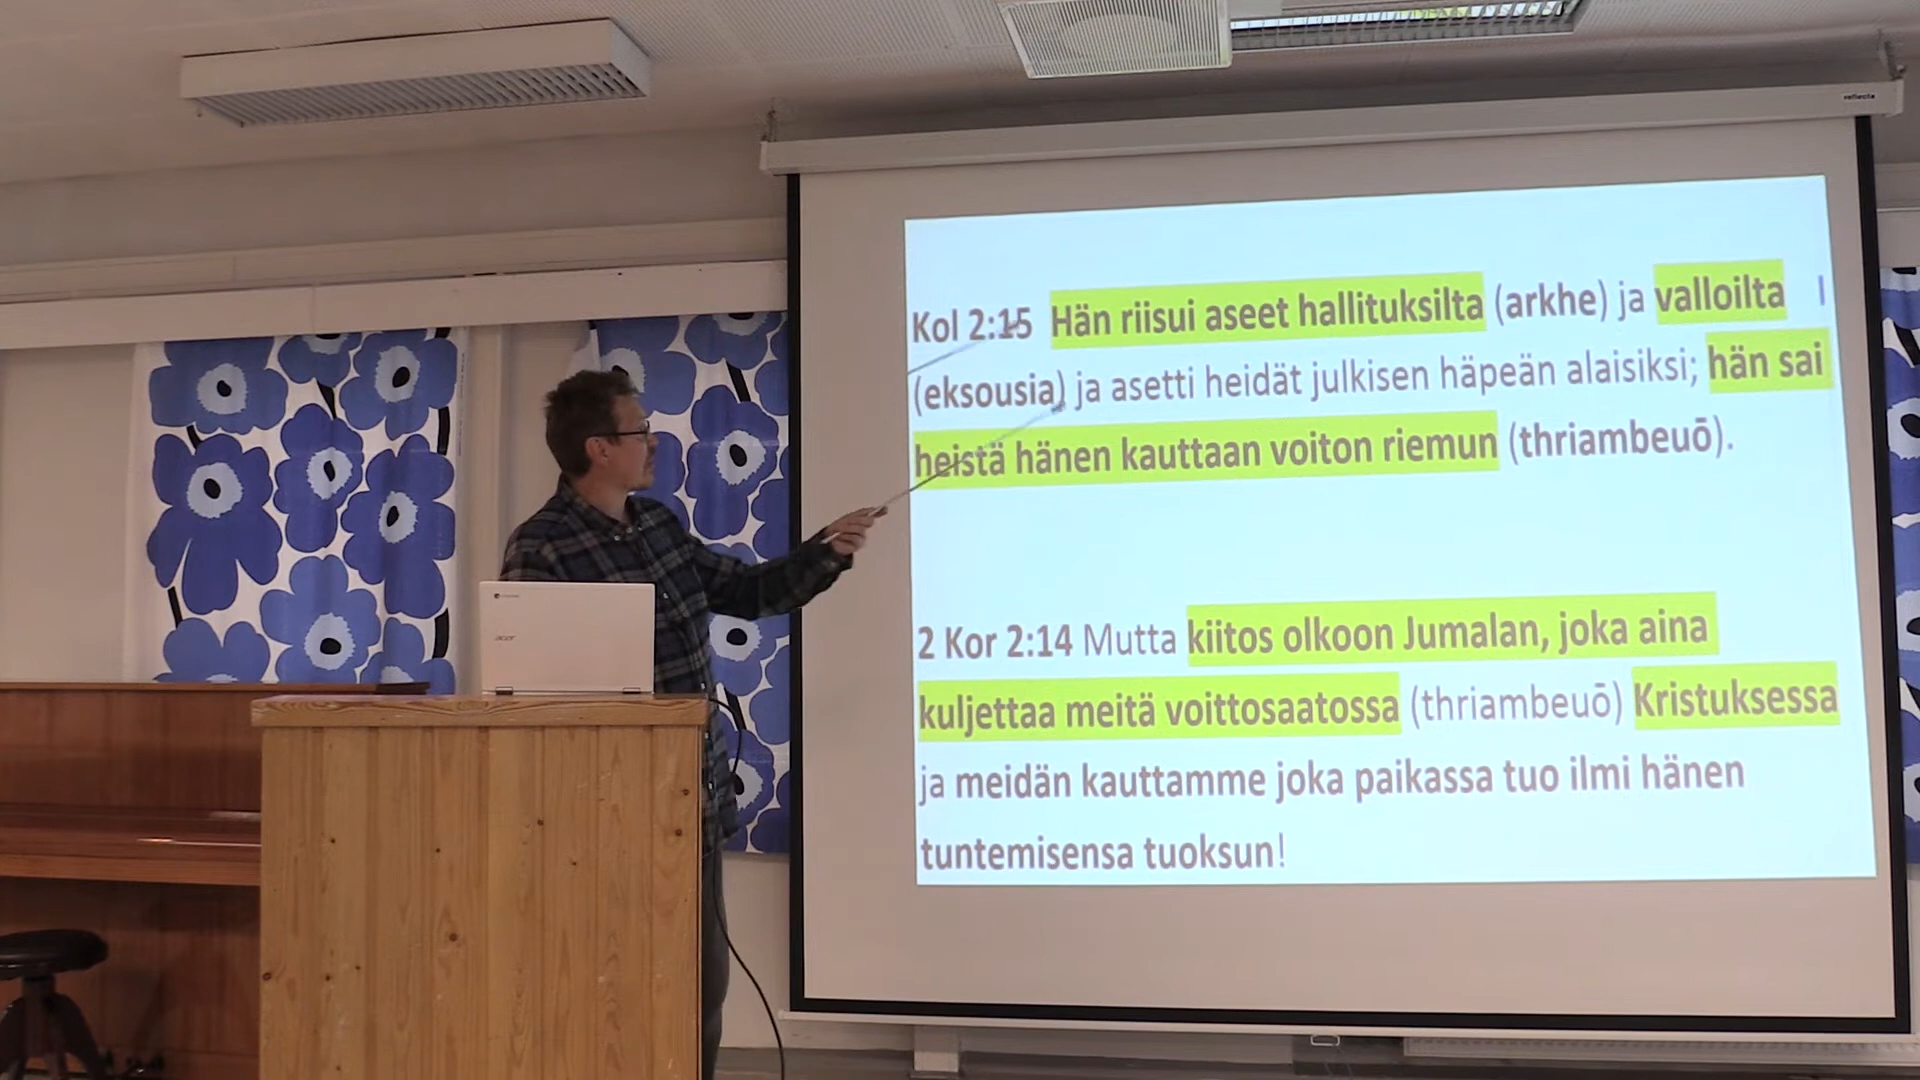 reflecta
Kol 2:15 Hän riisui aseet hallituksilta (arkhe) ja valloilta
(eksousia) ja asetti heidät julkisen häpeän alaisiksi; hän sai
heistä hänen kauttaan voiton riemun (thriambeuō).
2 Kor 2:14 Mutta kiitos olkoon Jumalan, joka aina
kuljettaa meitä voittosaatossa (thriambeuō) Kristuksessa
ja meidän kauttamme joka paikassa tuo ilmi hänen
tuntemisensa tuoksun!
acer